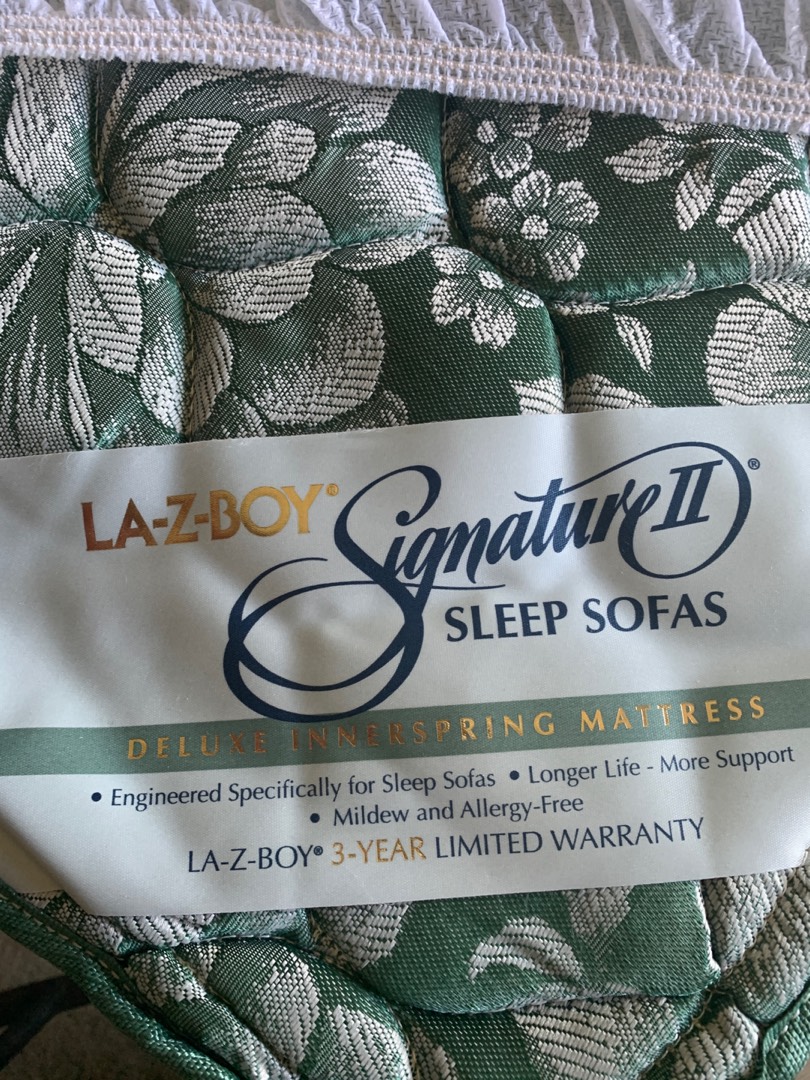 LA-Z-BOY® Signature II®
SLEEP SOFAS
DELUXE INNERSPRING MATTRESS
• Engineered Specifically for Sleep Sofas • Longer Life - More Support
• Mildew and Allergy-Free
LA-Z-BOY® 3-YEAR LIMITED WARRANTY